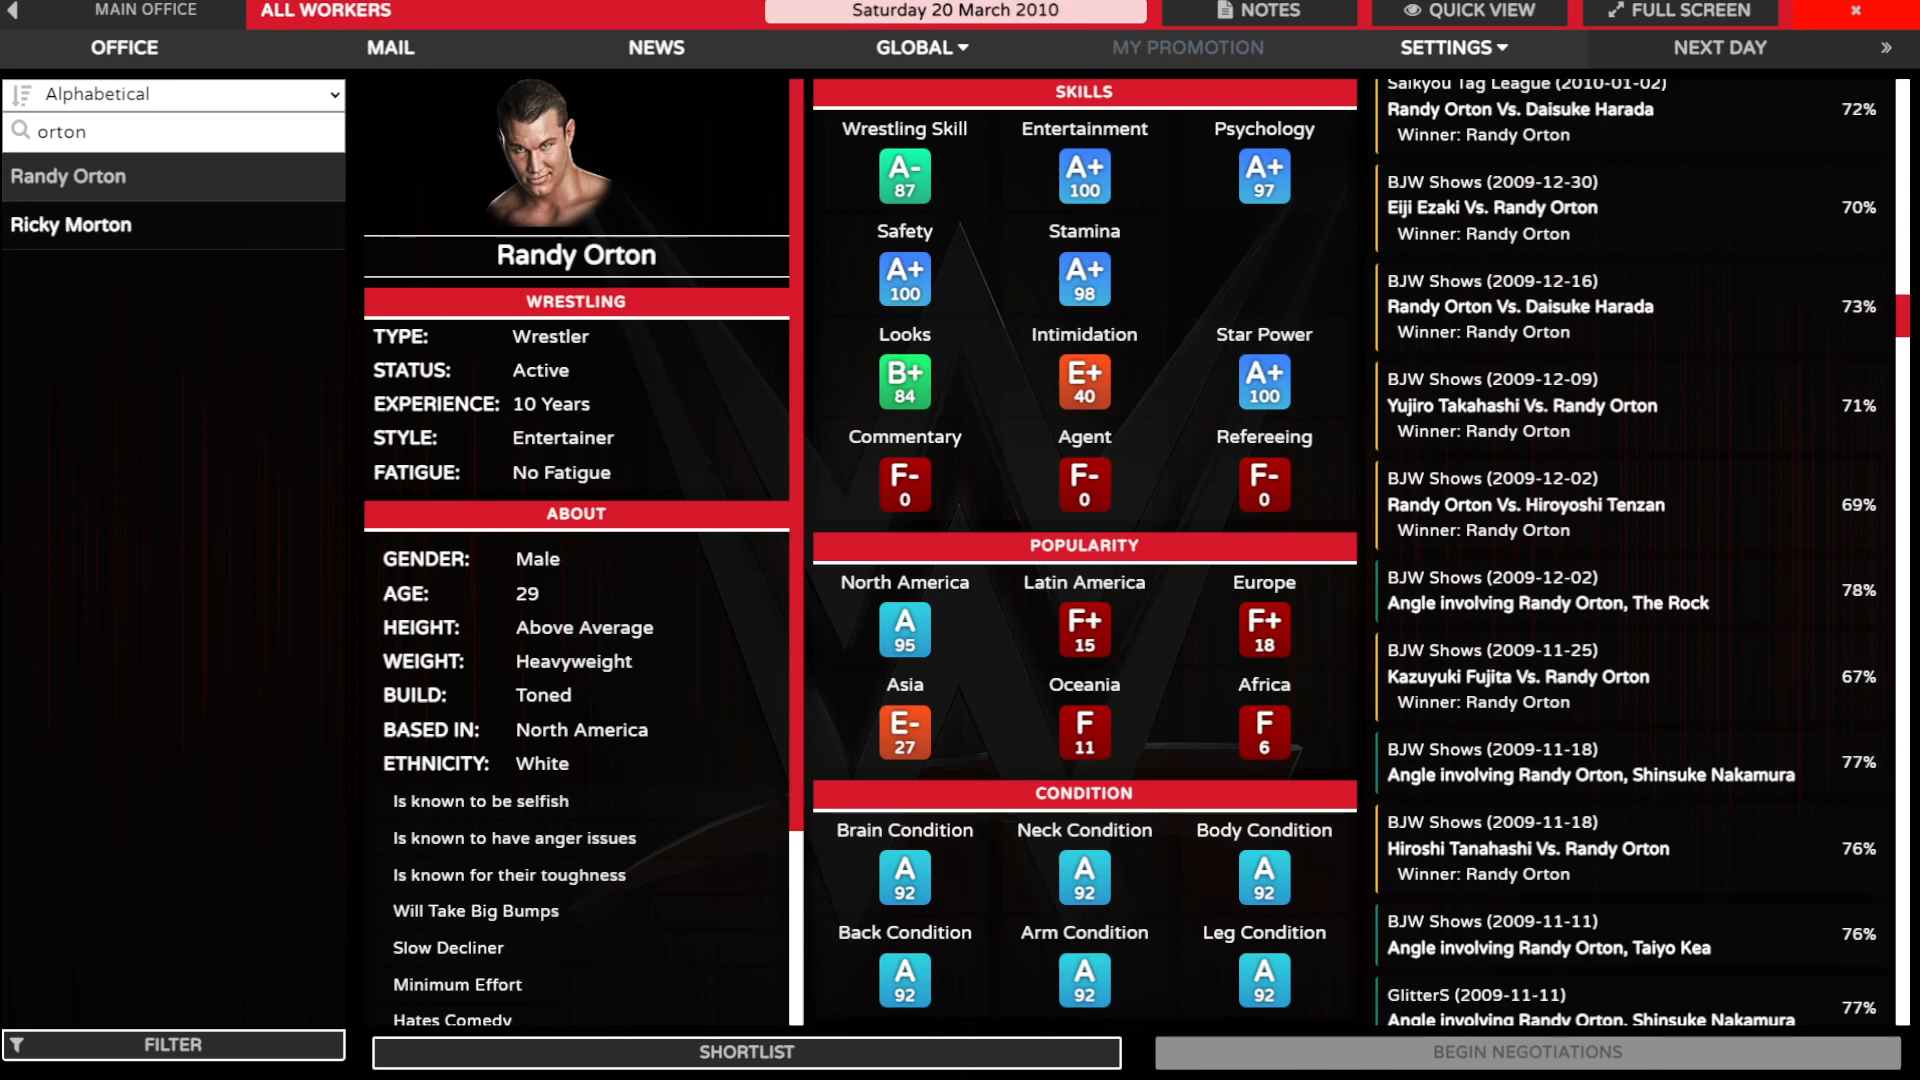 MAIN OFFICE
ALL WORKERS
Saturday 20 March 2010
NOTES
QUICK VIEW
FULL SCREEN
OFFICE
MAIL
NEWS
GLOBAL
MY PROMOTION
SETTINGS
NEXT DAY
Alphabetical
orton
Randy Orton
Ricky Morton
FILTER
Randy Orton
WRESTLING
TYPE: Wrestler
STATUS: Active
EXPERIENCE: 10 Years
STYLE: Entertainer
FATIGUE: No Fatigue
ABOUT
GENDER: Male
AGE: 29
HEIGHT: Above Average
WEIGHT: Heavyweight
BUILD: Toned
BASED IN: North America
ETHNICITY: White
Is known to be selfish
Is known to have anger issues
Is known for their toughness
Will Take Big Bumps
Slow Decliner
Minimum Effort
Hates Comedy
SHORTLIST
SKILLS
Wrestling Skill Entertainment Psychology
A- A+ A+
87 100 97
Safety Stamina
A+ A+
100 98
Looks Intimidation Star Power
B+ E+ A+
84 40 100
Commentary Agent Refereeing
F- F- F-
0 0 0
POPULARITY
North America Latin America Europe
A F+ F+
95 15 18
Asia Oceania Africa
E- F F
27 11 6
CONDITION
Brain Condition Neck Condition Body Condition
A A A
92 92 92
Back Condition Arm Condition Leg Condition
A A A
92 92 92
Saikyou Tag League (2010-01-02)
Randy Orton Vs. Daisuke Harada 72%
Winner: Randy Orton
BJW Shows (2009-12-30)
Eiji Ezaki Vs. Randy Orton 70%
Winner: Randy Orton
BJW Shows (2009-12-16)
Randy Orton Vs. Daisuke Harada 73%
Winner: Randy Orton
BJW Shows (2009-12-09)
Yujiro Takahashi Vs. Randy Orton 71%
Winner: Randy Orton
BJW Shows (2009-12-02)
Randy Orton Vs. Hiroyoshi Tenzan 69%
Winner: Randy Orton
BJW Shows (2009-12-02)
Angle involving Randy Orton, The Rock 78%
BJW Shows (2009-11-25)
Kazuyuki Fujita Vs. Randy Orton 67%
Winner: Randy Orton
BJW Shows (2009-11-18)
Angle involving Randy Orton, Shinsuke Nakamura 77%
BJW Shows (2009-11-18)
Hiroshi Tanahashi Vs. Randy Orton 76%
Winner: Randy Orton
BJW Shows (2009-11-11)
Angle involving Randy Orton, Taiyo Kea 76%
GlitterS (2009-11-11)
Angle involving Randy Orton, Shinsuke Nakamura 77%
BEGIN NEGOTIATIONS